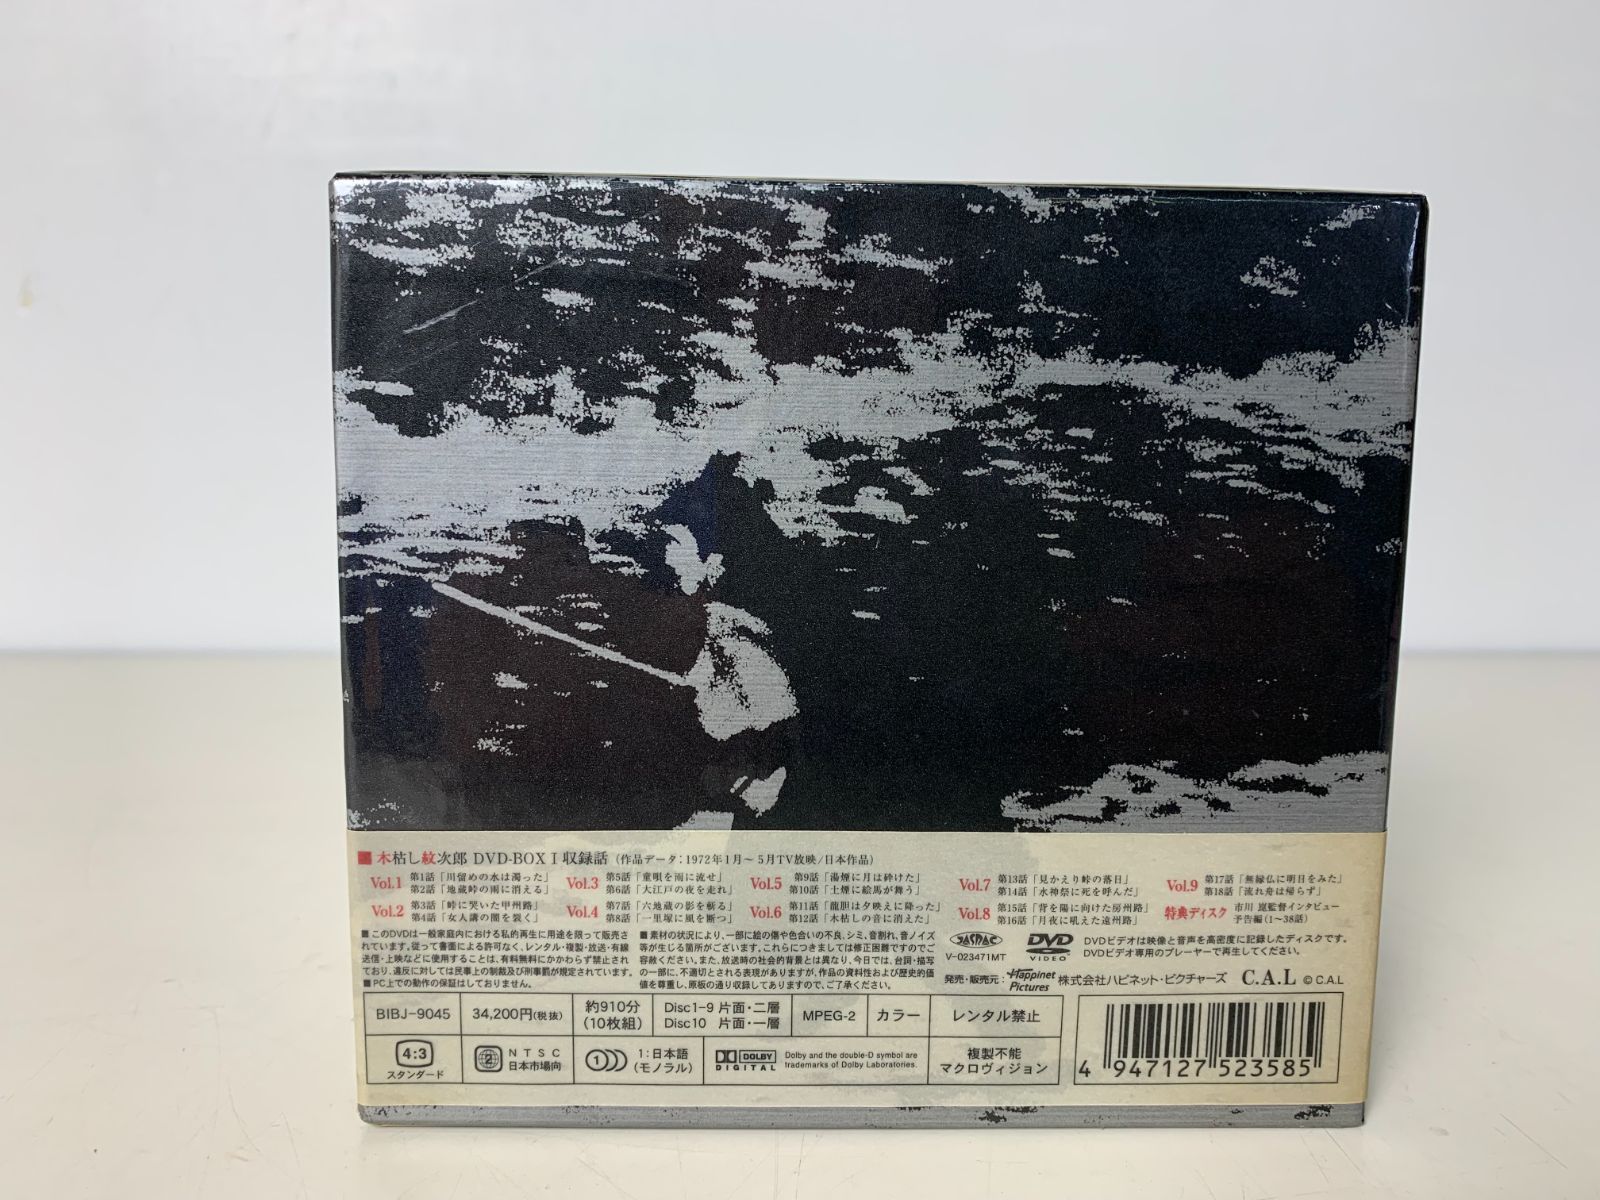 木枯し紋次郎 DVD-BOX I 収録話 (作品データ:1972年1月～5月TV放映/日本作品)
Vol.1 第1話「川留めの水は濁った」
第2話「地蔵峠の雨に消える」
Vol.2 第3話「峠に哭いた甲州路」
第4話「女人講の闇を裂く」
Vol.3 第5話「童唄を雨に流せ」
第6話「大江戸の夜を走れ」
Vol.4 第7話「六地蔵の影を斬る」
第8話「一里塚に風を断つ」
Vol.5 第9話「湯煙に月は砕けた」
第10話「土煙に絵馬が舞う」
Vol.6 第11話「龍胆は夕映えに降った」
第12話「木枯しの音に消えた」
Vol.7 第13話「見かえり峠の落日」
第14話「水神祭に死を呼んだ」
Vol.8 第15話「背を陽に向けた房州路」
第16話「月夜に吼えた遠州路」
Vol.9 第17話「無縁仏に明日をみた」
第18話「流れ舟は帰らず」
特典ディスク 市川 崑監督インタビュー
予告編(1～38話)
■このDVDは一般家庭内における私的再生に用途を限って販売さ
れています。従って書面による許可なく、レンタル・複製・放送・有線
送信・上映などに使用することは、有料無料にかかわらず禁止されて
ており、違反に対しては民事上の制裁及び刑事罰が規定されています。
■PC上での動作の保証はしておりません。
■素材の状況により、一部に絵の傷や色合いの不良、シミ、音割れ、音ノイズ
等が生じる箇所がございます。これらにつきましては修正困難ですのでご
容赦ください。また、放送時の社会的背景とは異なり、今日では、台詞・描写
の一部に、不適切とされる表現がありますが、作品の資料性および歴史的価
値を尊重し、原板の通り収録してありますので、ご了承ください。
JASRAC
V-023471MT
DVD
VIDEO
DVDビデオは映像と音声を高密度に記録したディスクです。
DVDビデオ専用のプレーヤーで再生してください。
発売・販売元: Happinet Pictures 株式会社ハピネット・ピクチャーズ C.A.L ©C.A.L
BIBJ-9045
34,200円(税抜)
約910分
(10枚組)
Disc1-9 片面・二層
Disc10 片面・一層
MPEG-2
カラー
レンタル禁止
4:3
スタンダード
2
NTSC
日本市場向
1
1:日本語
(モノラル)
DOLBY
DIGITAL
Dolby and the double-D symbol are
trademarks of Dolby Laboratories.
複製不能
マクロヴィジョン
4 947127 523585